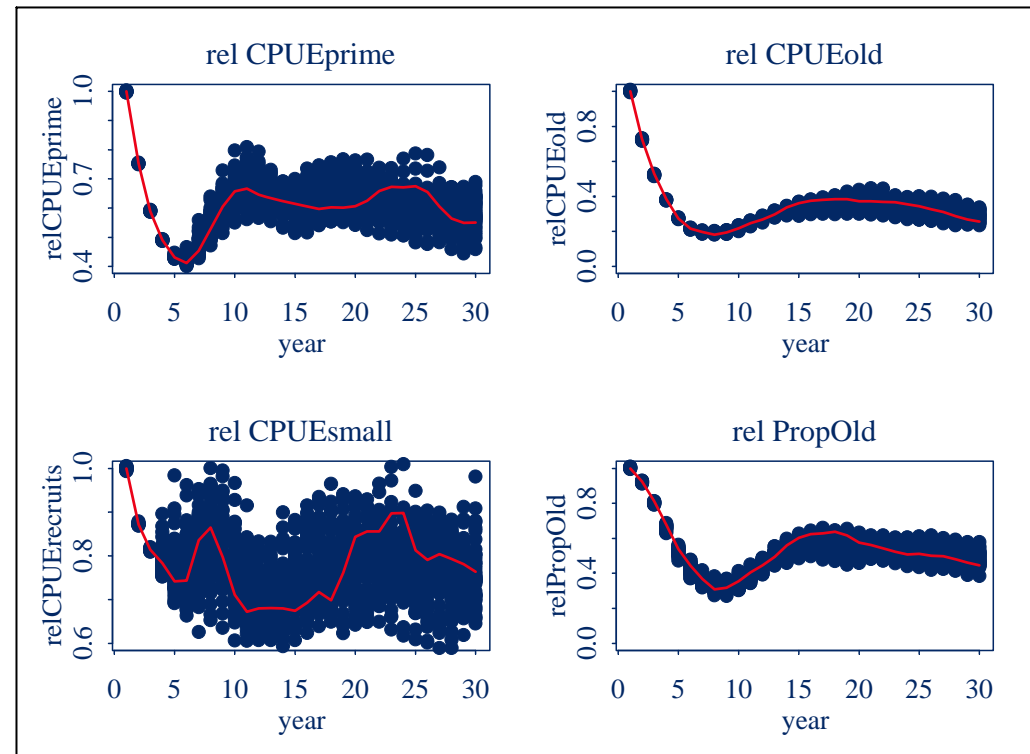 rel CPUEprime
relCPUEprime
1.0
0.7
0.4
0 5 10 15 20 25 30
year
rel CPUEold
relCPUEold
0.8
0.4
0.0
0 5 10 15 20 25 30
year
rel CPUEsmall
relCPUErecruits
1.0
0.8
0.6
0 5 10 15 20 25 30
year
rel PropOld
relPropOld
0.8
0.4
0.0
0 5 10 15 20 25 30
year